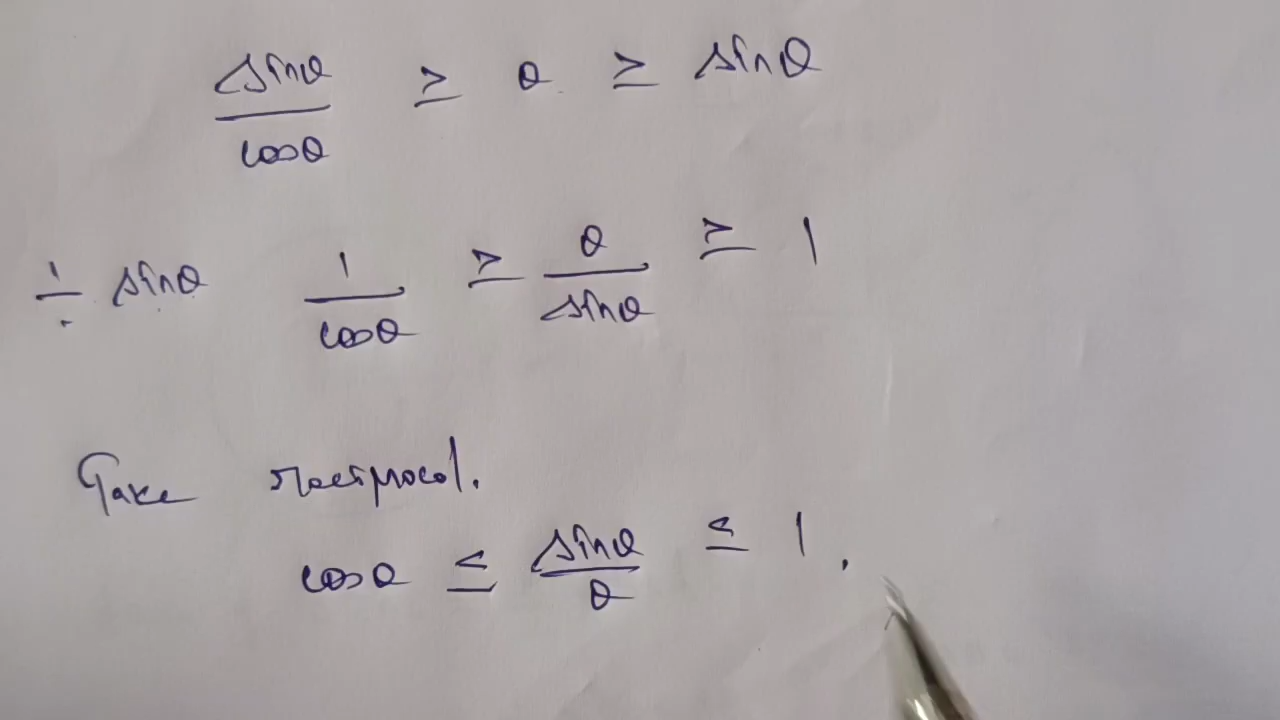 sinθ/cosθ ≥ θ ≥ sinθ
÷ sinθ 1/cosθ ≥ θ/sinθ ≥ 1
Take reciprocal.
cosθ ≤ sinθ/θ ≤ 1.